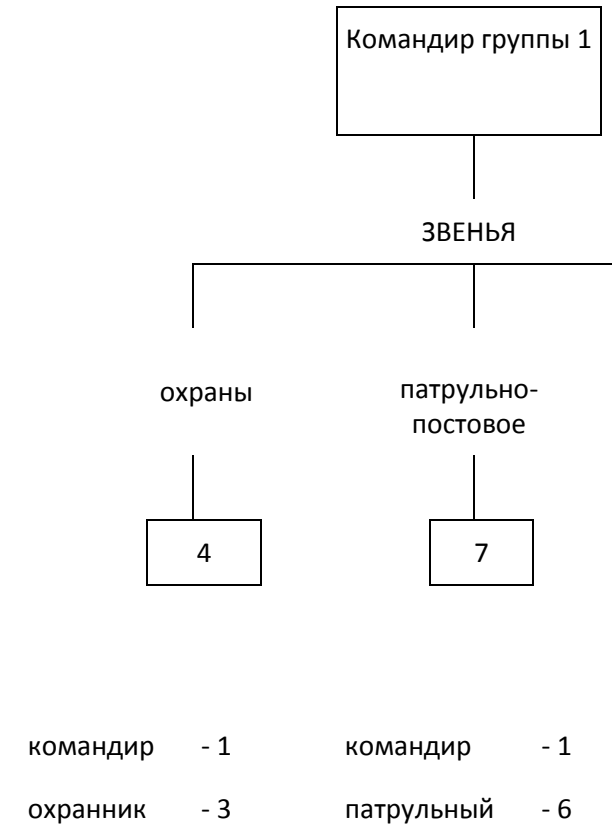 Командир группы 1
ЗВЕНЬЯ
охраны
патрульно-
постовое
4
7
командир - 1
командир - 1
охранник - 3
патрульный - 6